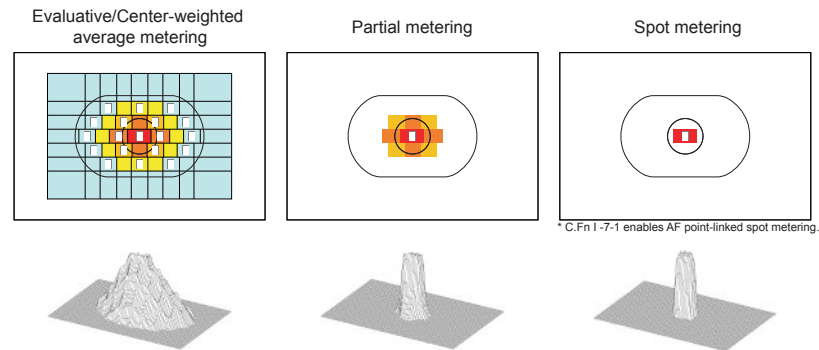 Evaluative/Center-weighted
average metering
Partial metering
Spot metering
* C.Fn I -7-1 enables AF point-linked spot metering.